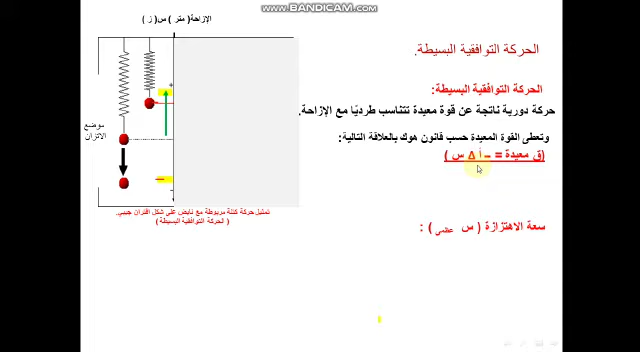 WWW.BANDICAM.COM
الإزاحة( متر ) س( ز )
الحركة التوافقية البسيطة.
الحركة التوافقية البسيطة:
حركة دورية ناتجة عن قوة معيدة تتناسب طرديًا مع الإزاحة.
وتعطى القوة المعيدة حسب قانون هوك بالعلاقة التالية:
(ق معيدة = – أ Δ س )
موضع
الاتزان
+
–
تمثيل حركة كتلة مربوطة مع نابض على شكل اقتران جيبي.
( الحركة التوافقية البسيطة )
سعة الاهتزازة ( س عظمى ) :